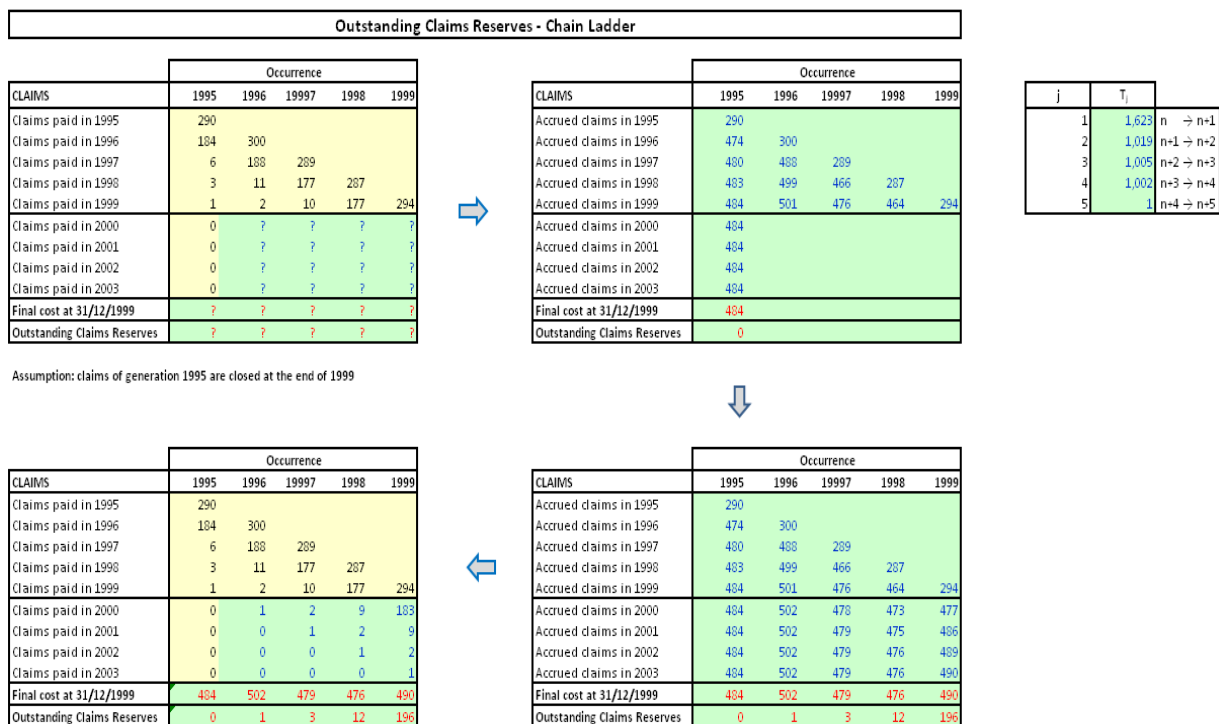 Outstanding Claims Reserves - Chain Ladder
Occurrence
CLAIMS 1995 1996 19997 1998 1999
Claims paid in 1995 290
Claims paid in 1996 184 300
Claims paid in 1997 6 188 289
Claims paid in 1998 3 11 177 287
Claims paid in 1999 1 2 10 177 294
Claims paid in 2000 0 ? ? ? ?
Claims paid in 2001 0 ? ? ? ?
Claims paid in 2002 0 ? ? ? ?
Claims paid in 2003 0 ? ? ? ?
Final cost at 31/12/1999 ? ? ? ? ?
Outstanding Claims Reserves ? ? ? ? ?
Occurrence
CLAIMS 1995 1996 19997 1998 1999
Accrued claims in 1995 290
Accrued claims in 1996 474 300
Accrued claims in 1997 480 488 289
Accrued claims in 1998 483 499 466 287
Accrued claims in 1999 484 501 476 464 294
Accrued claims in 2000 484
Accrued claims in 2001 484
Accrued claims in 2002 484
Accrued claims in 2003 484
Final cost at 31/12/1999 484
Outstanding Claims Reserves 0
j Tj
1 1,623 n → n+1
2 1,019 n+1 → n+2
3 1,005 n+2 → n+3
4 1,002 n+3 → n+4
5 1 n+4 → n+5
Assumption: claims of generation 1995 are closed at the end of 1999
Occurrence
CLAIMS 1995 1996 19997 1998 1999
Claims paid in 1995 290
Claims paid in 1996 184 300
Claims paid in 1997 6 188 289
Claims paid in 1998 3 11 177 287
Claims paid in 1999 1 2 10 177 294
Claims paid in 2000 0 1 2 9 183
Claims paid in 2001 0 0 1 2 9
Claims paid in 2002 0 0 0 1 2
Claims paid in 2003 0 0 0 0 1
Final cost at 31/12/1999 484 502 479 476 490
Outstanding Claims Reserves 0 1 3 12 196
Occurrence
CLAIMS 1995 1996 19997 1998 1999
Accrued claims in 1995 290
Accrued claims in 1996 474 300
Accrued claims in 1997 480 488 289
Accrued claims in 1998 483 499 466 287
Accrued claims in 1999 484 501 476 464 294
Accrued claims in 2000 484 502 478 473 477
Accrued claims in 2001 484 502 479 475 486
Accrued claims in 2002 484 502 479 476 489
Accrued claims in 2003 484 502 479 476 490
Final cost at 31/12/1999 484 502 479 476 490
Outstanding Claims Reserves 0 1 3 12 196